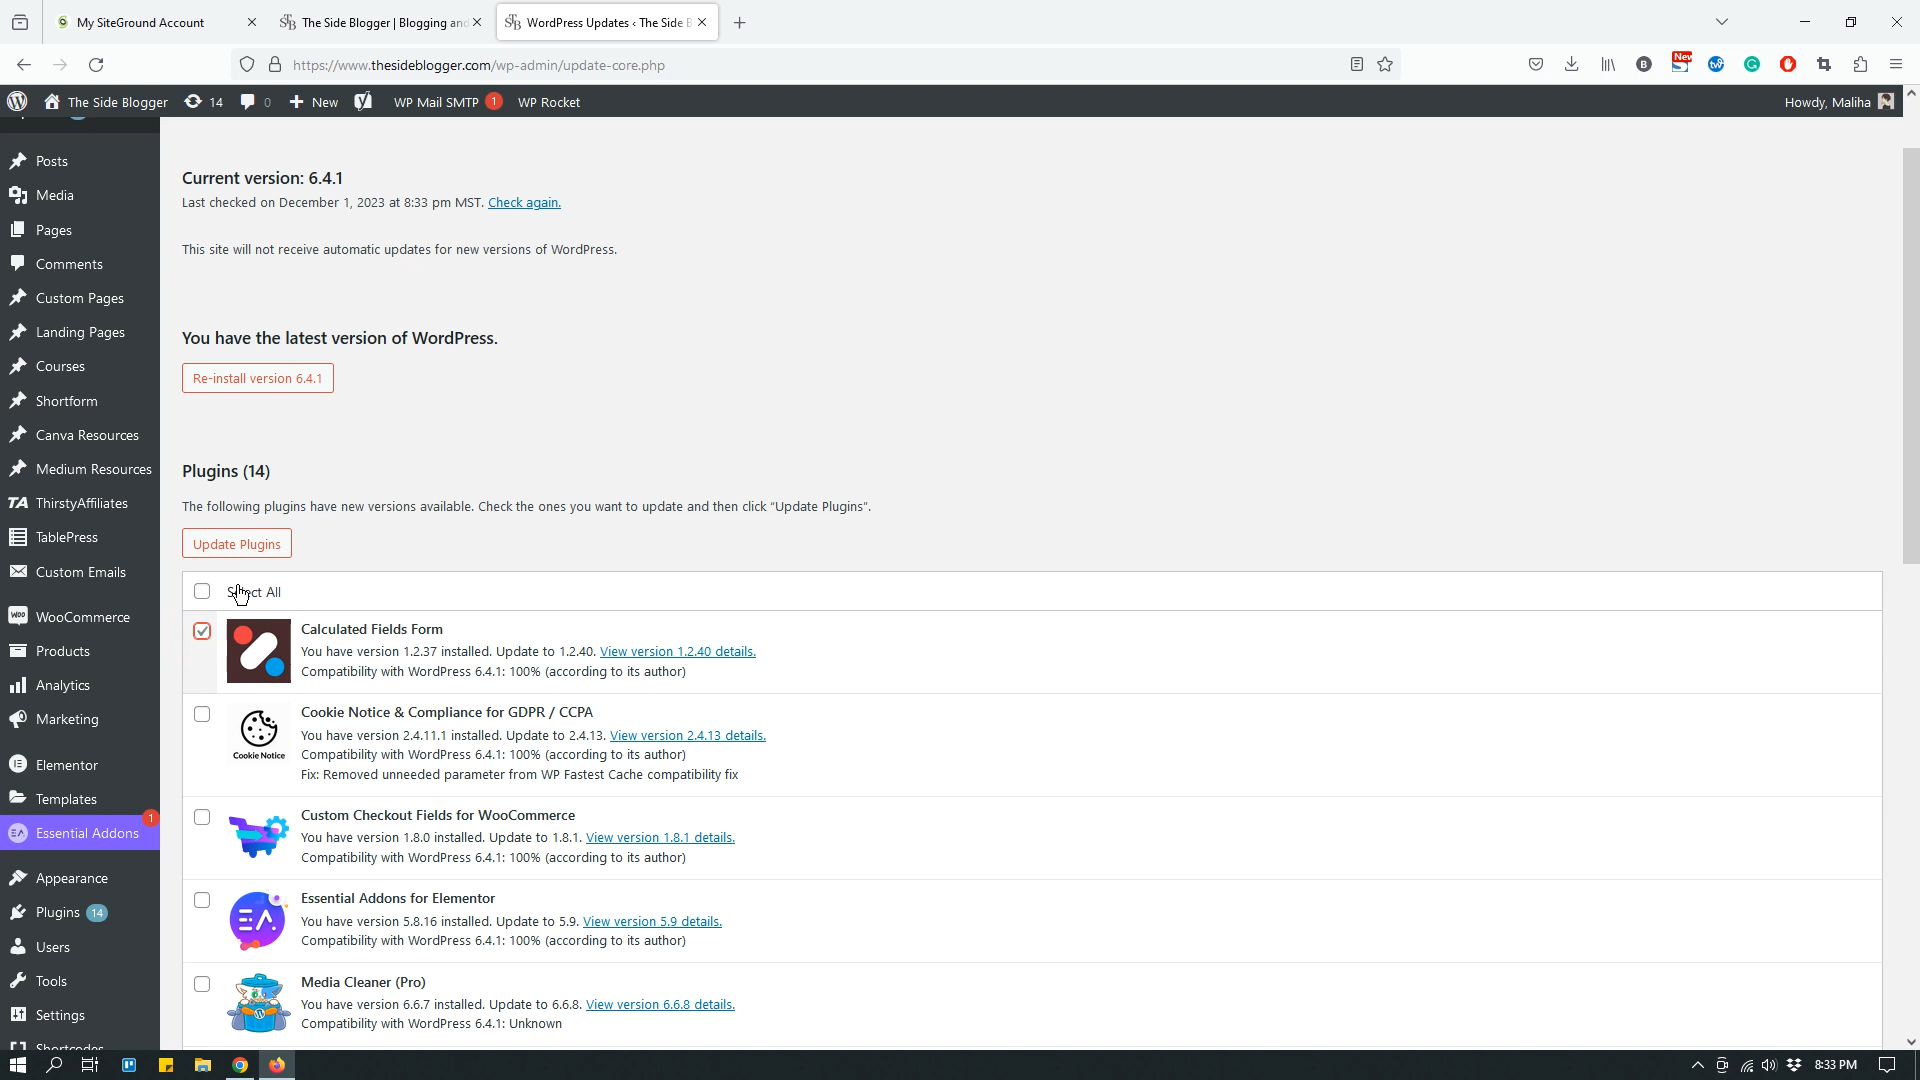 My SiteGround Account
The Side Blogger | Blogging and
WordPress Updates ‹ The Side B
https://www.thesideblogger.com/wp-admin/update-core.php
B
New
The Side Blogger
14
0
New
WP Mail SMTP 1
WP Rocket
Howdy, Maliha
Posts
Media
Pages
Comments
Custom Pages
Landing Pages
Courses
Shortform
Canva Resources
Medium Resources
TA ThirstyAffiliates
TablePress
Custom Emails
WooCommerce
Products
Analytics
Marketing
Elementor
Templates
Essential Addons 1
Appearance
Plugins 14
Users
Tools
Settings
Shortcodes
Current version: 6.4.1
Last checked on December 1, 2023 at 8:33 pm MST. Check again.
This site will not receive automatic updates for new versions of WordPress.
You have the latest version of WordPress.
Re-install version 6.4.1
Plugins (14)
The following plugins have new versions available. Check the ones you want to update and then click “Update Plugins”.
Update Plugins
Select All
Calculated Fields Form
You have version 1.2.37 installed. Update to 1.2.40. View version 1.2.40 details.
Compatibility with WordPress 6.4.1: 100% (according to its author)
Cookie Notice
Cookie Notice & Compliance for GDPR / CCPA
You have version 2.4.11.1 installed. Update to 2.4.13. View version 2.4.13 details.
Compatibility with WordPress 6.4.1: 100% (according to its author)
Fix: Removed unneeded parameter from WP Fastest Cache compatibility fix
Custom Checkout Fields for WooCommerce
You have version 1.8.0 installed. Update to 1.8.1. View version 1.8.1 details.
Compatibility with WordPress 6.4.1: 100% (according to its author)
Essential Addons for Elementor
You have version 5.8.16 installed. Update to 5.9. View version 5.9 details.
Compatibility with WordPress 6.4.1: 100% (according to its author)
Media Cleaner (Pro)
You have version 6.6.7 installed. Update to 6.6.8. View version 6.6.8 details.
Compatibility with WordPress 6.4.1: Unknown
8:33 PM